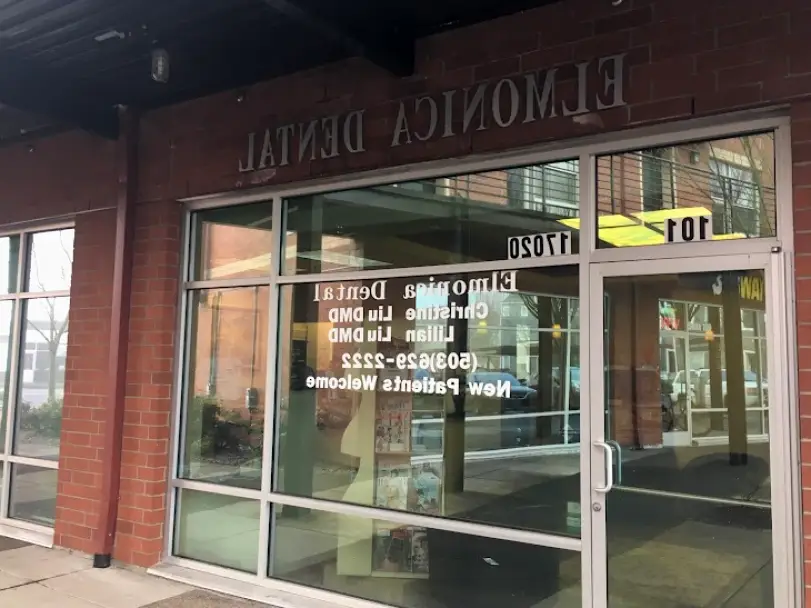 ELMONICA DENTAL
17020
101
Elmonica Dental
Christine Liu DMD
Lilian Liu DMD
(503)629-2222
New Patients Welcome